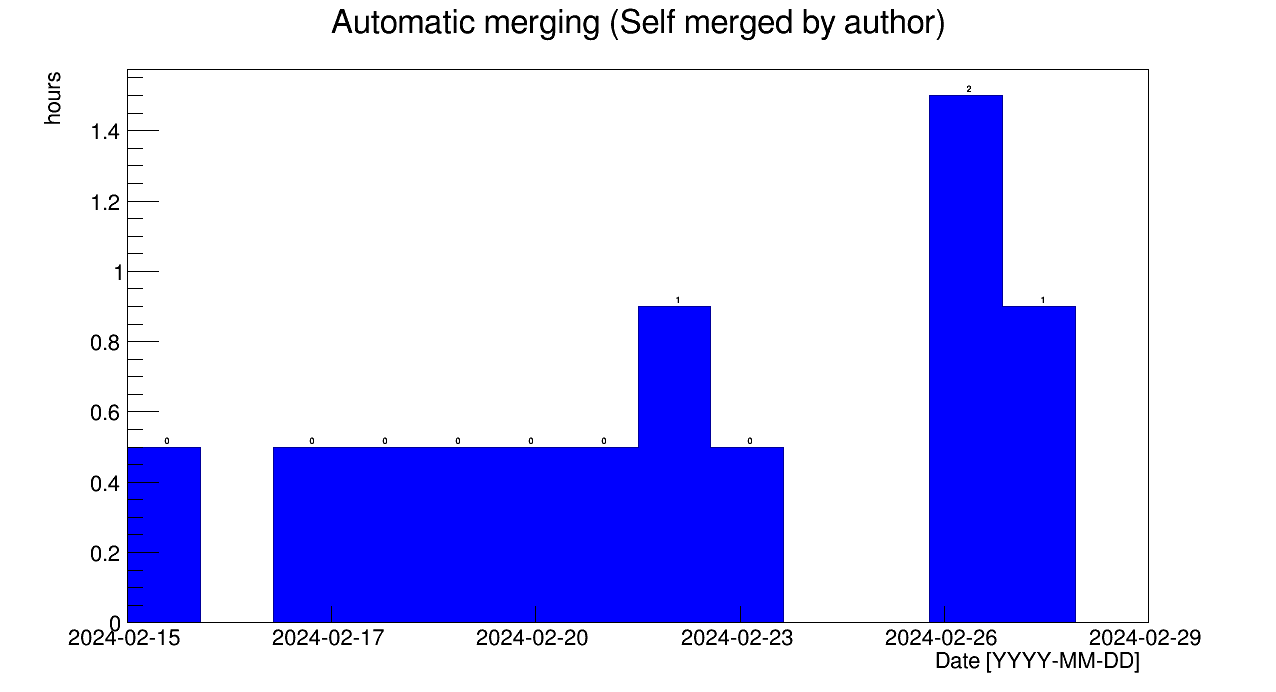 Automatic merging (Self merged by author)
hours
1.4
1.2
1
0.8
0.6
0.4
0.2
0
0 0 0 0 0 0 1 0 2 1
2024-02-15 2024-02-17 2024-02-20 2024-02-23 2024-02-26 2024-02-29
Date [YYYY-MM-DD]